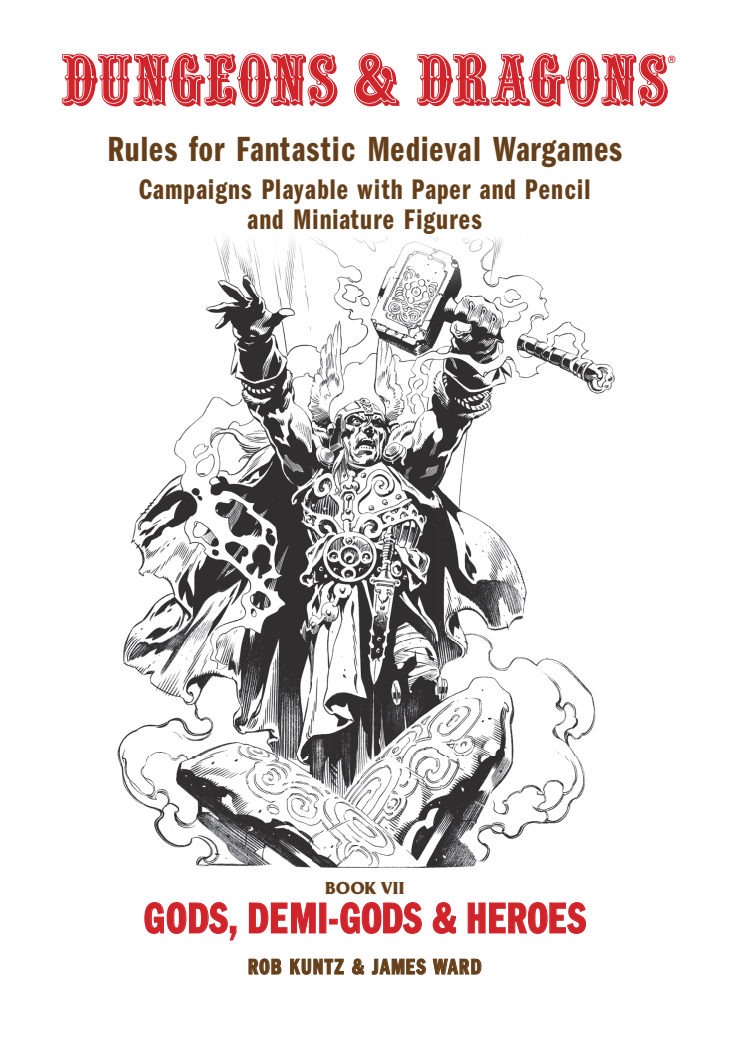 DUNGEONS & DRAGONS®
Rules for Fantastic Medieval Wargames
Campaigns Playable with Paper and Pencil
and Miniature Figures
BOOK VII
GODS, DEMI-GODS & HEROES
ROB KUNTZ & JAMES WARD